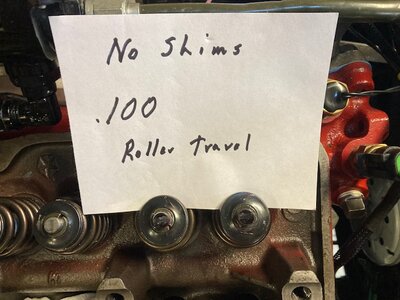 No Shims
.100
Roller Travel